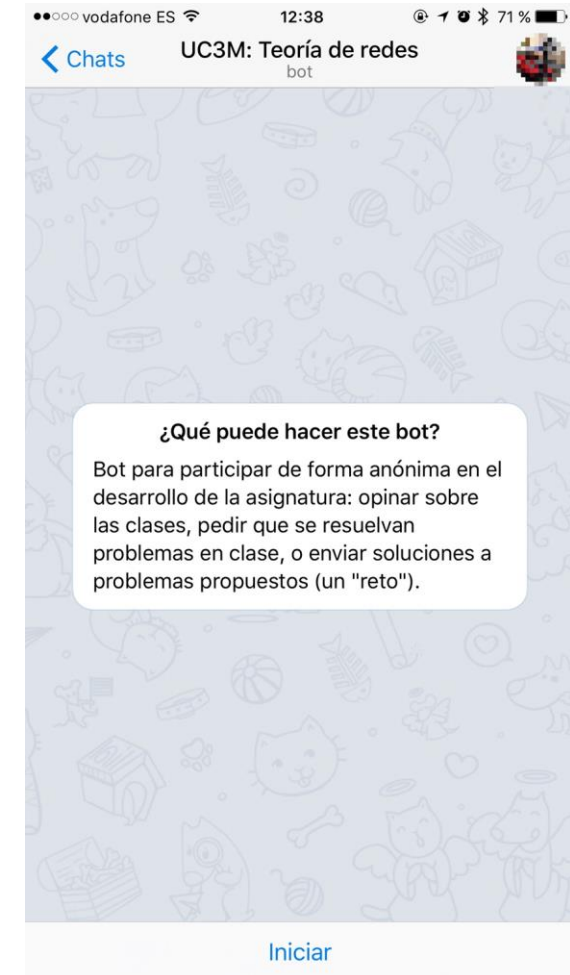 vodafone ES 12:38 71 %
Chats UC3M: Teoría de redes
bot
¿Qué puede hacer este bot?
Bot para participar de forma anónima en el
desarrollo de la asignatura: opinar sobre
las clases, pedir que se resuelvan
problemas en clase, o enviar soluciones a
problemas propuestos (un "reto").
Iniciar